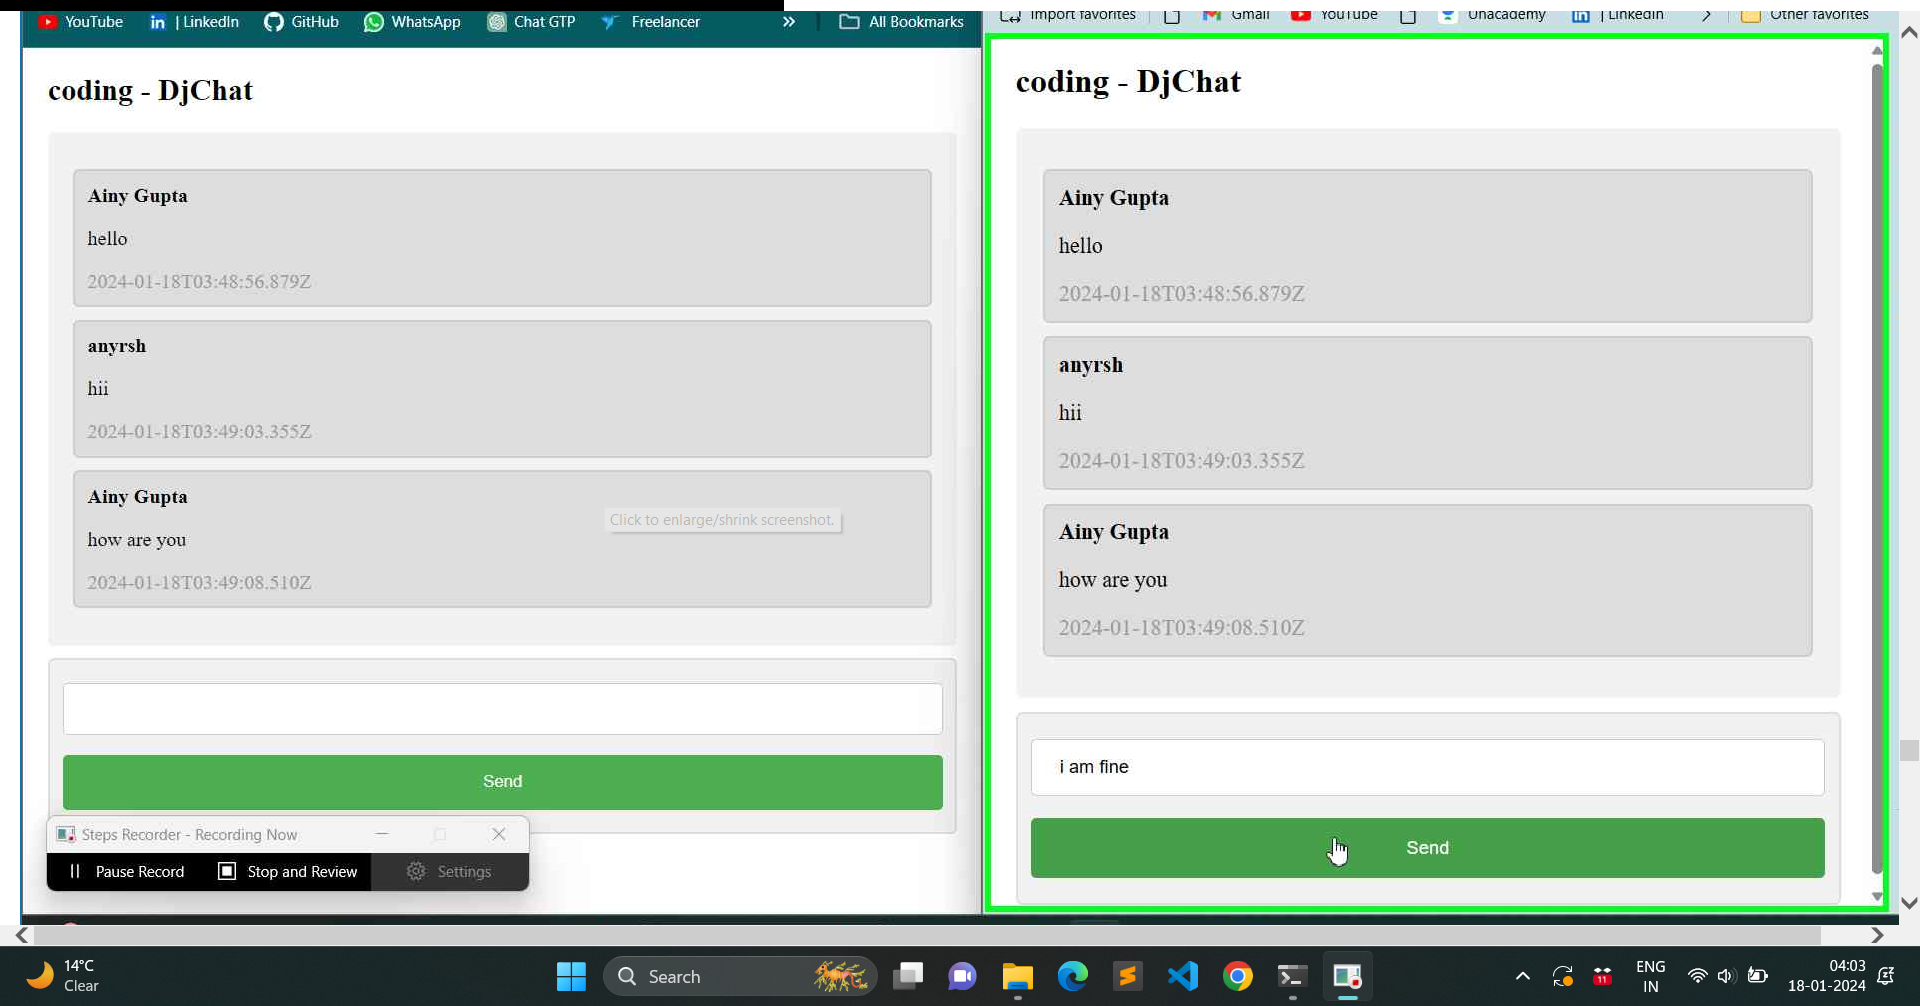 YouTube | LinkedIn GitHub WhatsApp Chat GTP Freelancer » All Bookmarks
Import favorites Gmail YouTube Unacademy | LinkedIn Other favorites
coding - DjChat
Ainy Gupta
hello
2024-01-18T03:48:56.879Z
anyrsh
hii
2024-01-18T03:49:03.355Z
Ainy Gupta
how are you
2024-01-18T03:49:08.510Z
Click to enlarge/shrink screenshot.
Send
Steps Recorder - Recording Now
Pause Record Stop and Review Settings
coding - DjChat
Ainy Gupta
hello
2024-01-18T03:48:56.879Z
anyrsh
hii
2024-01-18T03:49:03.355Z
Ainy Gupta
how are you
2024-01-18T03:49:08.510Z
i am fine
Send
14°C
Clear
Search
11
ENG
IN
04:03
18-01-2024